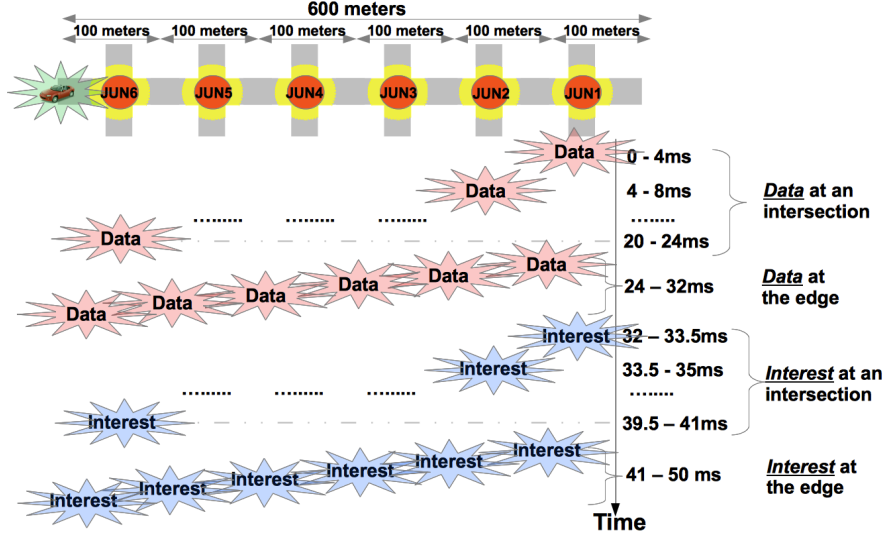 600 meters
100 meters 100 meters 100 meters 100 meters 100 meters 100 meters
JUN6 JUN5 JUN4 JUN3 JUN2 JUN1
Data 0 - 4ms
Data 4 - 8ms
Data at an
intersection
........ ........ ........ ........
Data 20 - 24ms
Data Data Data Data Data Data
24 – 32ms
Data at
the edge
Interest 32 – 33.5ms
Interest 33.5 - 35ms
Interest at an
intersection
........ ........ ........ ........
Interest 39.5 – 41ms
Interest Interest Interest Interest Interest Interest
41 – 50 ms
Interest at
the edge
Time